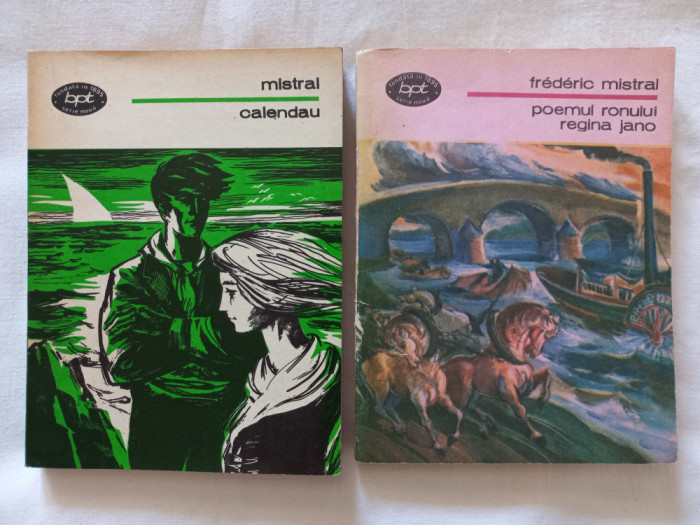 fondată în 1895
bpt
serie nouă
mistral
calendau
fondată în 1895
bpt
serie nouă
frédéric mistral
poemul ronului
regina jano